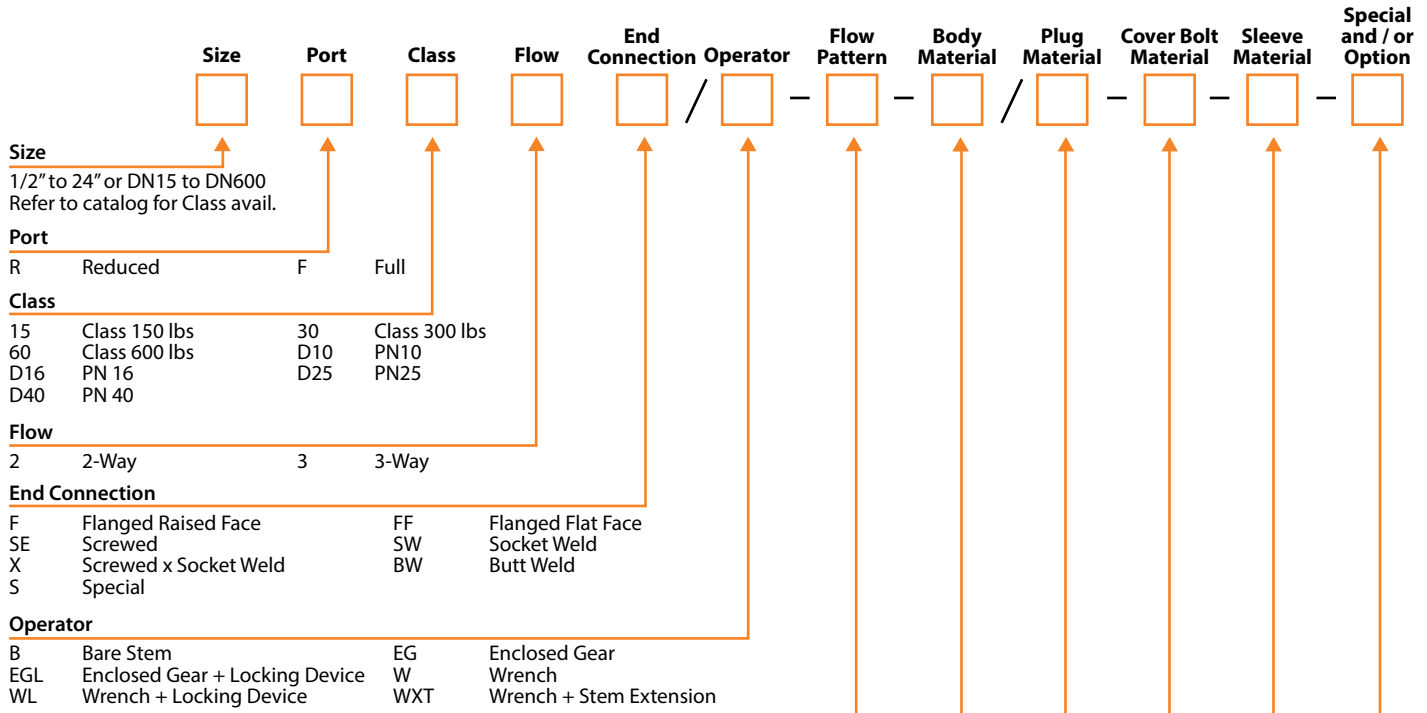 Size Port Class Flow End Connection Operator Flow Pattern Body Material Plug Material Cover Bolt Material Sleeve Material Special and / or Option
/ – – / – – –
Size
1/2” to 24” or DN15 to DN600
Refer to catalog for Class avail.
Port
R Reduced F Full
Class
15 Class 150 lbs 30 Class 300 lbs
60 Class 600 lbs D10 PN10
D16 PN 16 D25 PN25
D40 PN 40
Flow
2 2-Way 3 3-Way
End Connection
F Flanged Raised Face FF Flanged Flat Face
SE Screwed SW Socket Weld
X Screwed x Socket Weld BW Butt Weld
S Special
Operator
B Bare Stem EG Enclosed Gear
EGL Enclosed Gear + Locking Device W Wrench
WL Wrench + Locking Device WXT Wrench + Stem Extension